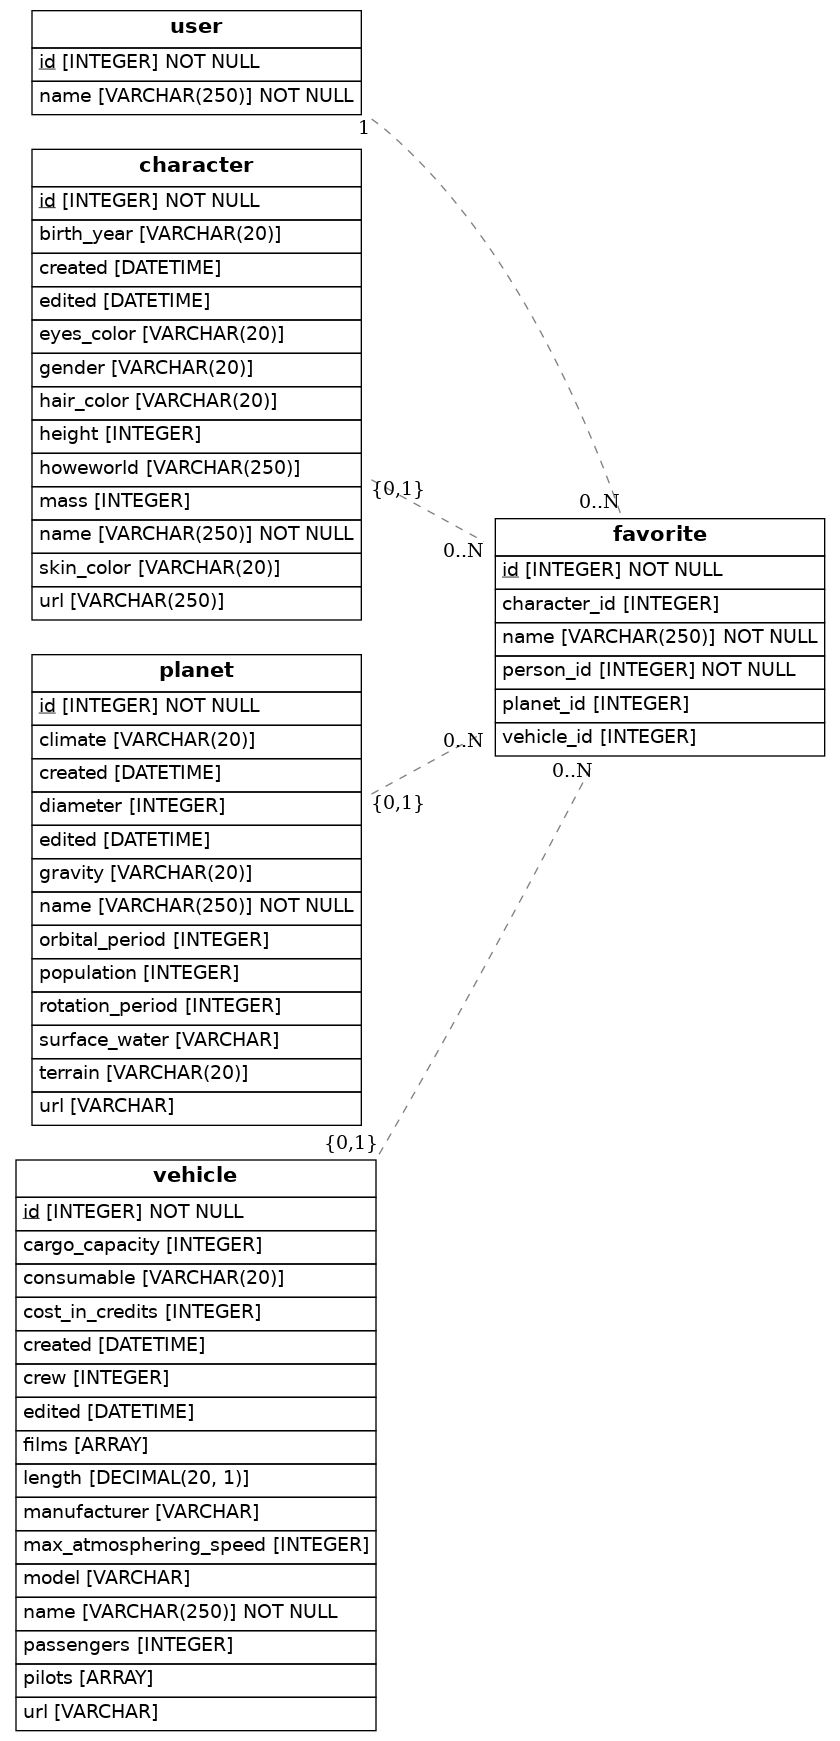 user
id [INTEGER] NOT NULL
name [VARCHAR(250)] NOT NULL
1
character
id [INTEGER] NOT NULL
birth_year [VARCHAR(20)]
created [DATETIME]
edited [DATETIME]
eyes_color [VARCHAR(20)]
gender [VARCHAR(20)]
hair_color [VARCHAR(20)]
height [INTEGER]
howeworld [VARCHAR(250)]
mass [INTEGER]
name [VARCHAR(250)] NOT NULL
skin_color [VARCHAR(20)]
url [VARCHAR(250)]
{0,1}
0..N
0..N
favorite
id [INTEGER] NOT NULL
character_id [INTEGER]
name [VARCHAR(250)] NOT NULL
person_id [INTEGER] NOT NULL
planet_id [INTEGER]
vehicle_id [INTEGER]
planet
id [INTEGER] NOT NULL
climate [VARCHAR(20)]
created [DATETIME]
diameter [INTEGER]
edited [DATETIME]
gravity [VARCHAR(20)]
name [VARCHAR(250)] NOT NULL
orbital_period [INTEGER]
population [INTEGER]
rotation_period [INTEGER]
surface_water [VARCHAR]
terrain [VARCHAR(20)]
url [VARCHAR]
0..N
{0,1}
0..N
{0,1}
vehicle
id [INTEGER] NOT NULL
cargo_capacity [INTEGER]
consumable [VARCHAR(20)]
cost_in_credits [INTEGER]
created [DATETIME]
crew [INTEGER]
edited [DATETIME]
films [ARRAY]
length [DECIMAL(20, 1)]
manufacturer [VARCHAR]
max_atmosphering_speed [INTEGER]
model [VARCHAR]
name [VARCHAR(250)] NOT NULL
passengers [INTEGER]
pilots [ARRAY]
url [VARCHAR]